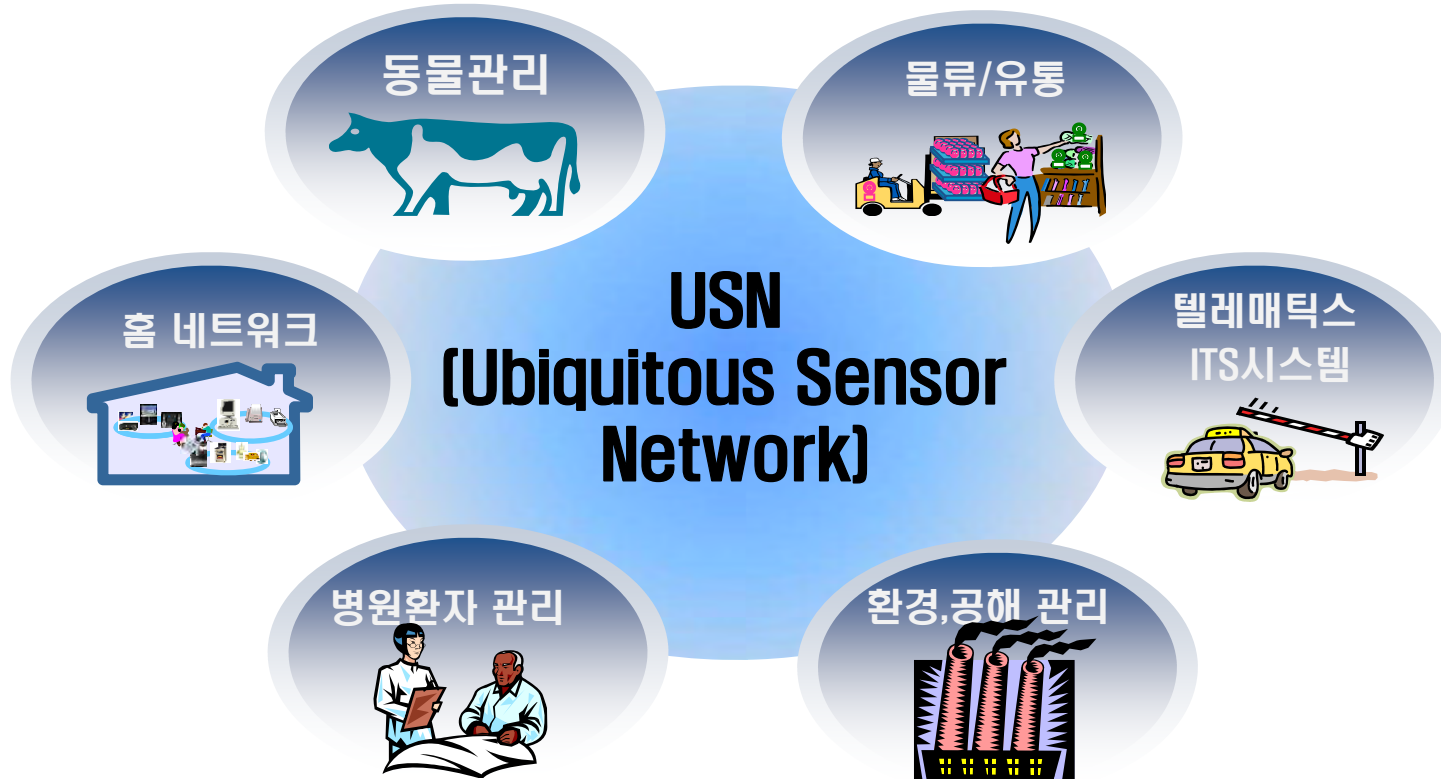 동물관리
물류/유통
홈 네트워크
USN
(Ubiquitous Sensor
Network)
텔레매틱스
ITS시스템
병원환자 관리
환경,공해 관리